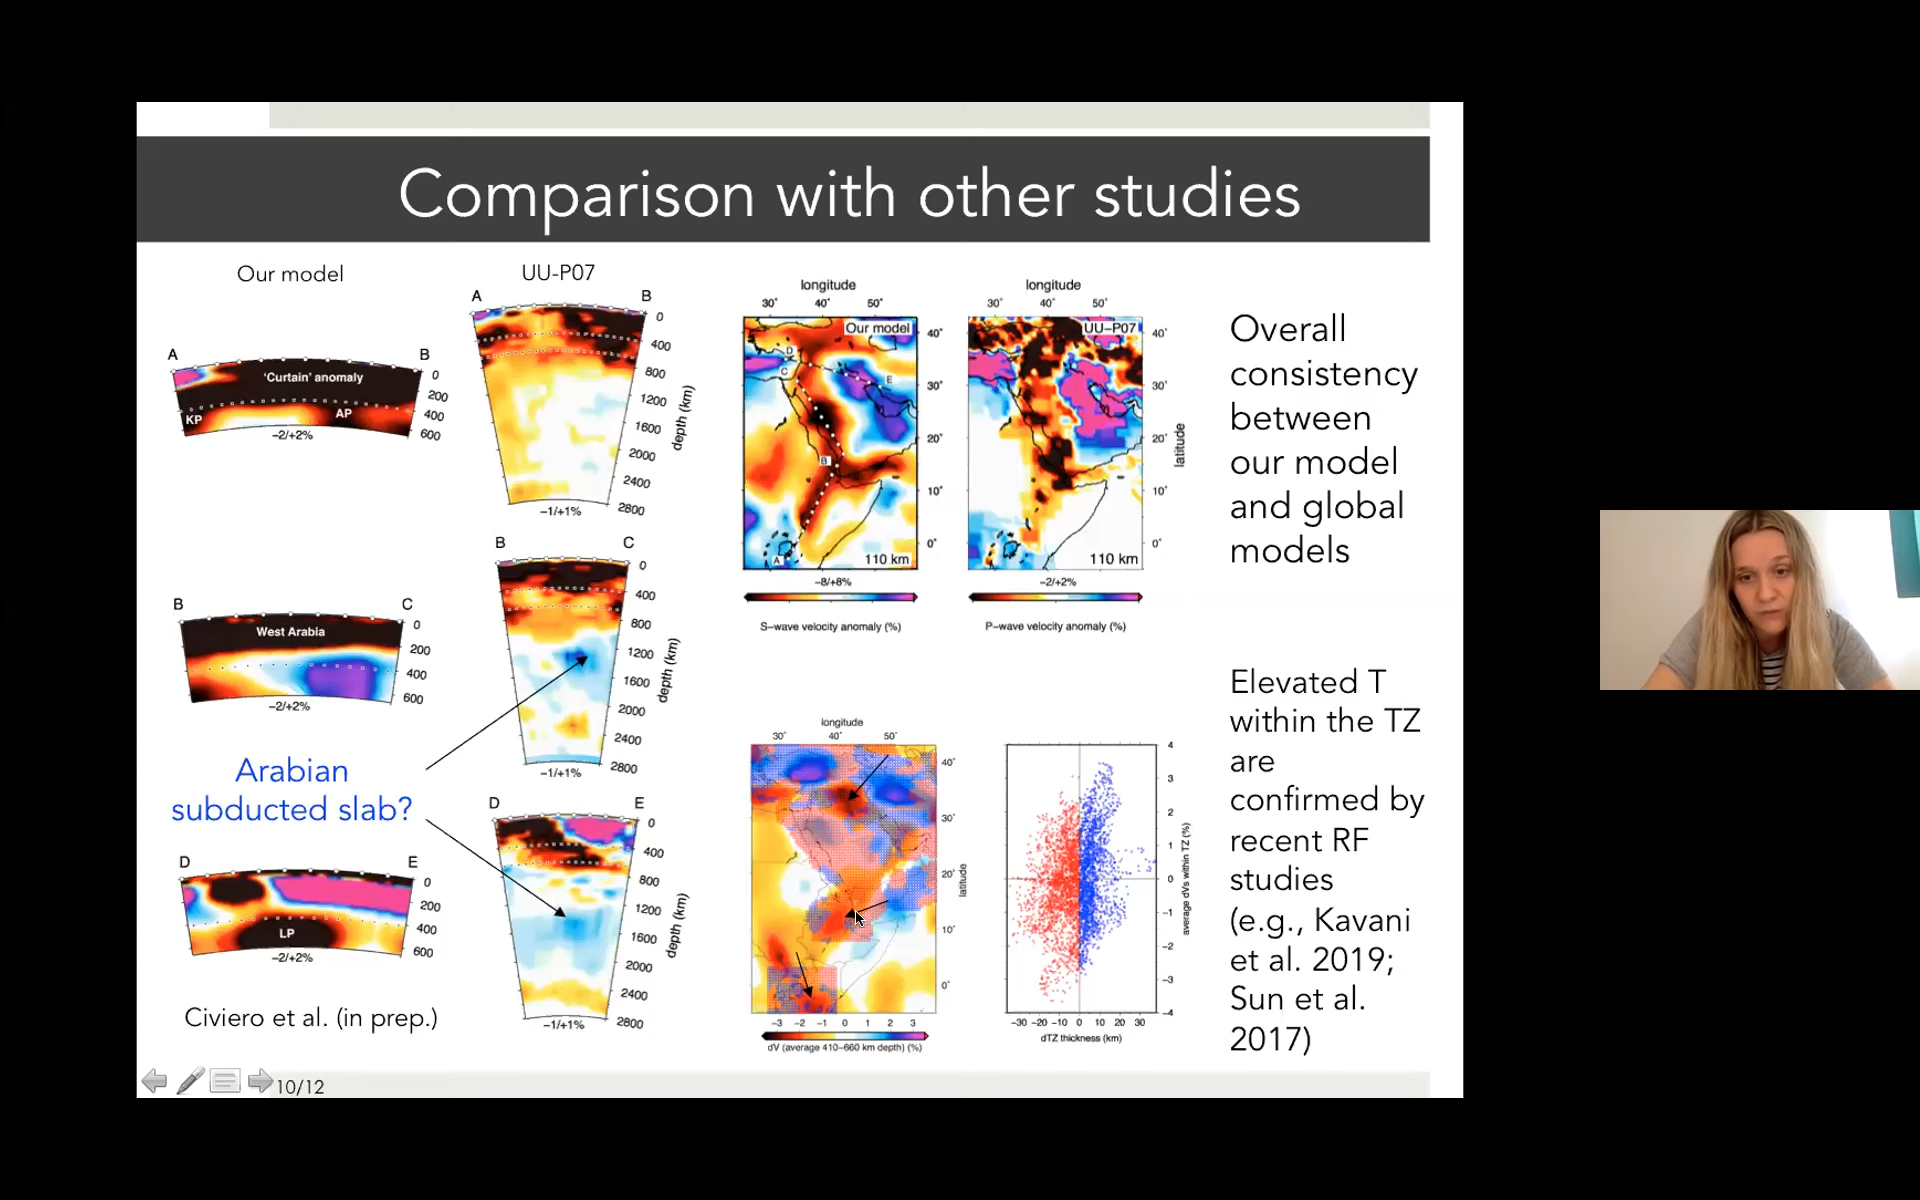 Comparison with other studies
Our model
A
B
0
200
400
600
'Curtain' anomaly
KP
AP
−2/+2%
B
C
0
200
400
600
West Arabia
−2/+2%
Arabian
subducted slab?
D
E
0
200
400
600
LP
−2/+2%
Civiero et al. (in prep.)
UU-P07
A
B
0
400
800
1200
1600
2000
2400
2800
depth (km)
−1/+1%
B
C
0
400
800
1200
1600
2000
2400
2800
depth (km)
−1/+1%
D
E
0
400
800
1200
1600
2000
2400
2800
depth (km)
−1/+1%
longitude
30˚ 40˚ 50˚
Our model
D
C
E
B
A
40˚
30˚
20˚
10˚
0˚
110 km
−8/+8%
S−wave velocity anomaly (%)
longitude
30˚ 40˚ 50˚
UU−P07
40˚
30˚
20˚
10˚
0˚
latitude
110 km
−2/+2%
P−wave velocity anomaly (%)
longitude
30˚ 40˚ 50˚
40˚
30˚
20˚
10˚
0˚
latitude
−3 −2 −1 0 1 2 3
dV (average 410−660 km depth) (%)
4
3
2
1
0
−1
−2
−3
−4
average dVs within TZ (%)
−30 −20 −10 0 10 20 30
dTZ thickness (km)
Overall
consistency
between
our model
and global
models
Elevated T
within the TZ
are
confirmed by
recent RF
studies
(e.g., Kavani
et al. 2019;
Sun et al.
2017)
10/12